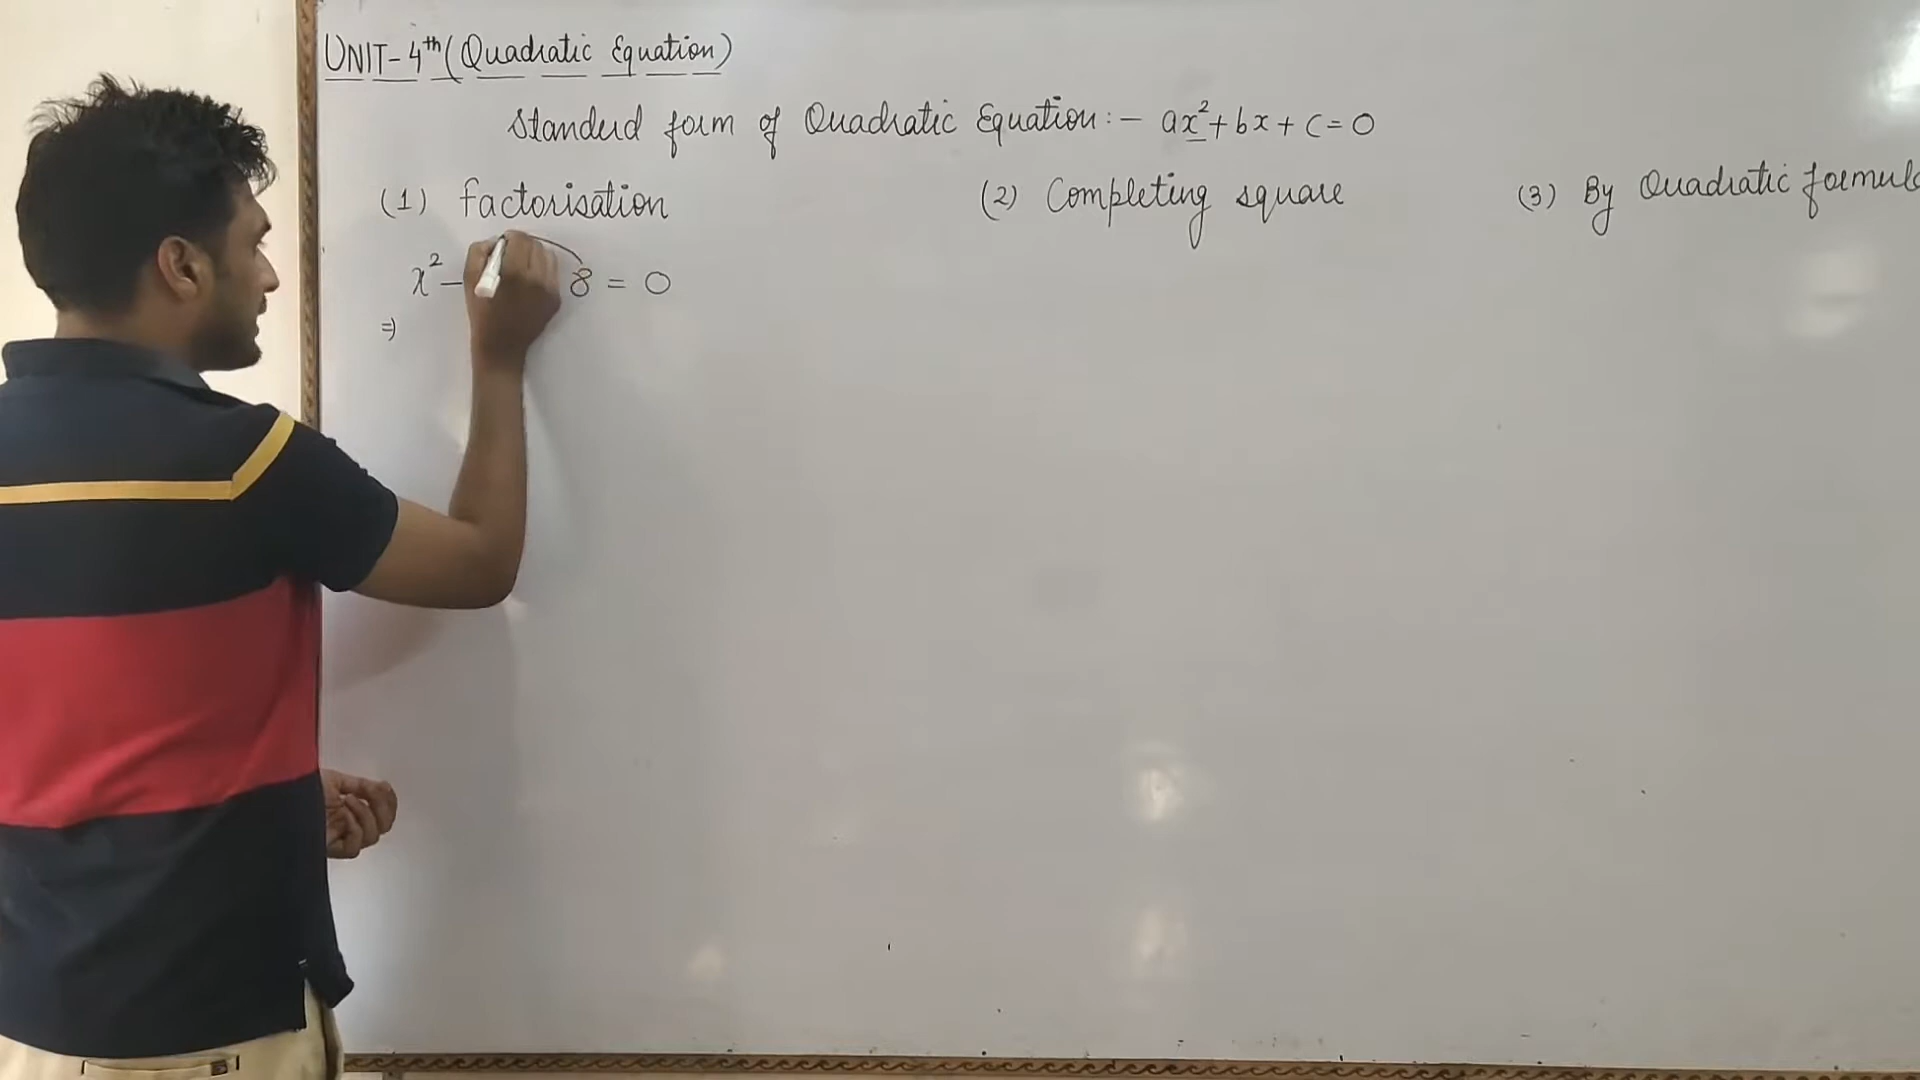 UNIT-4th (Quadratic Equation)
Standerd form of Quadratic Equation:- ax²+bx+c=0
(1) factorisation (2) Completing square (3) By Quadratic formula
x²- 8 = 0
⇒